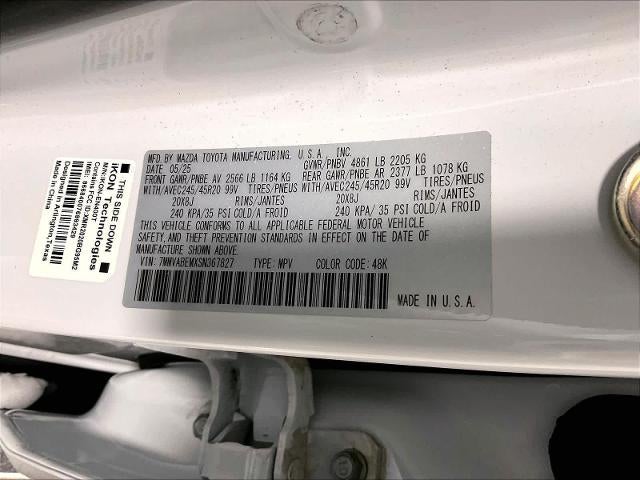 THIS SIDE DOWN
iKON Technologies
Designed in Arlington, Texas
MFD BY MAZDA TOYOTA MANUFACTURING, U.S.A., INC.
DATE 05/25 GVWR/PNBV 4861 LB 2205 KG
FRONT GAWR/PNBE AV 2566 LB 1164 KG REAR GAWR/PNBE AR 2377 LB 1078 KG
WITH/AVEC245/45R20 99V TIRES/PNEUS WITH/AVEC245/45R20 99V TIRES/PNEUS
20X8J RIMS/JANTES 20X8J RIMS/JANTES
240 KPA/ 35 PSI COLD/A FROID 240 KPA/ 35 PSI COLD/A FROID
THIS VEHICLE CONFORMS TO ALL APPLICABLE FEDERAL MOTOR VEHICLE
SAFETY, AND THEFT PREVENTION STANDARDS IN EFFECT ON THE DATE OF
MANUFACTURE SHOWN ABOVE.
VIN: 7MMVABEMXSN367827 TYPE: MPV COLOR CODE: 48K
MADE IN U.S.A.